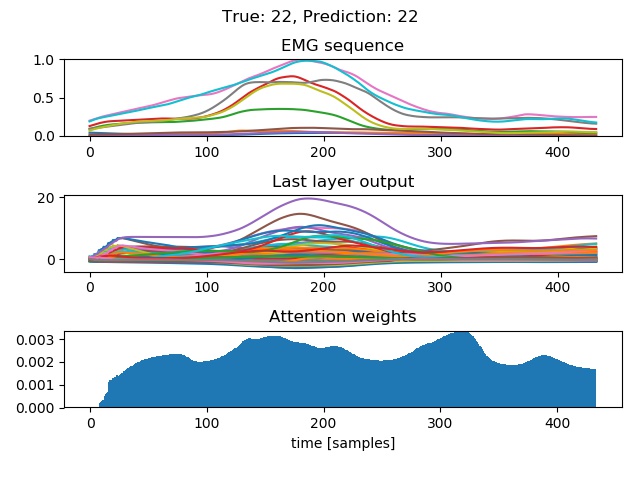 True: 22, Prediction: 22
EMG sequence
1.0
0.5
0.0
0 100 200 300 400
Last layer output
20
0
0 100 200 300 400
Attention weights
0.003
0.002
0.001
0.000
0 100 200 300 400
time [samples]